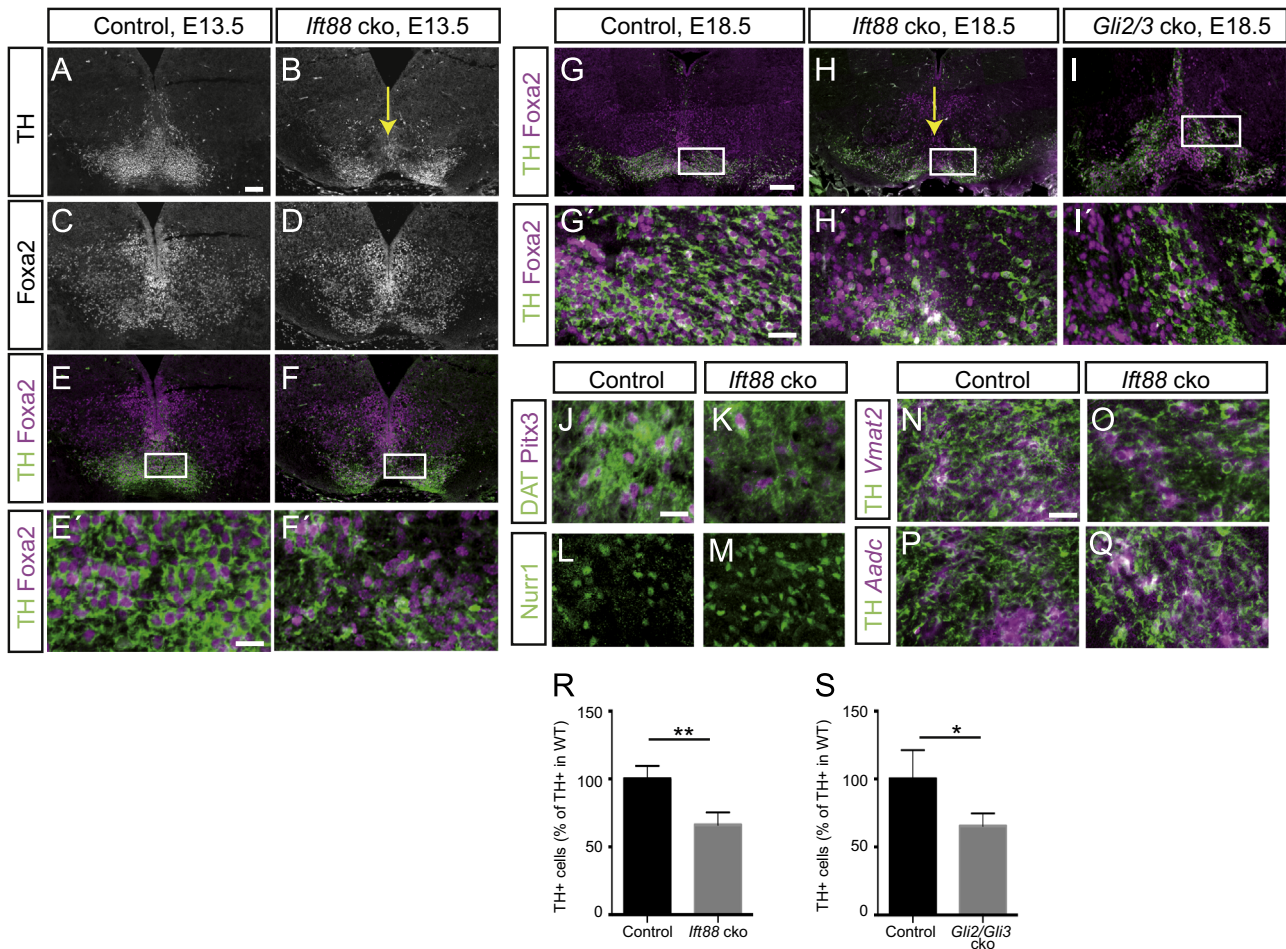 Control, E13.5
Ift88 cko, E13.5
Control, E18.5
Ift88 cko, E18.5
Gli2/3 cko, E18.5
TH
A
B
TH Foxa2
G
H
I
Foxa2
C
D
TH Foxa2
G′
H′
I′
TH Foxa2
E
F
Control
Ift88 cko
Control
Ift88 cko
DAT Pitx3
J
K
TH Vmat2
N
O
TH Foxa2
E′
F′
Nurr1
L
M
TH Aadc
P
Q
R
TH+ cells (% of TH+ in WT)
150
100
50
0
**
Control
Ift88 cko
S
TH+ cells (% of TH+ in WT)
150
100
50
0
*
Control
Gli2/Gli3
cko